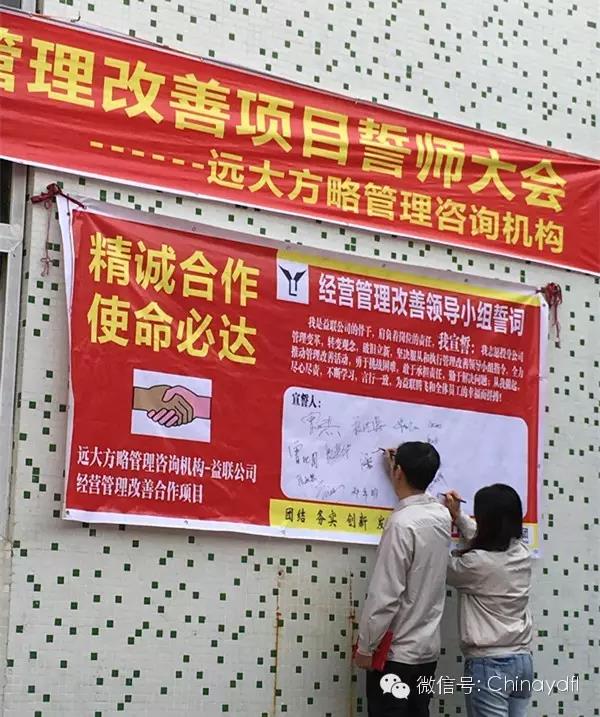 管理改善项目誓师大会
------远大方略管理咨询机构
精诚合作
使命必达
远大方略管理咨询机构-益联公司
经营管理改善合作项目
经营管理改善领导小组誓词
我是益联公司的骨干，肩负着岗位的责任。我宣誓：我志愿投身公司
管理变革，转变观念，破旧立新，坚决服从和执行管理改善领导小组指令，全力
推动管理改善活动，勇于挑战困难，敢于承担责任，勤于解决问题；从我做起，
尽心尽责，不断学习，言行一致，为益联腾飞和全体员工的幸福而拼搏！
宣誓人：
团结 务实 创新 发
微信号: Chinaydfl